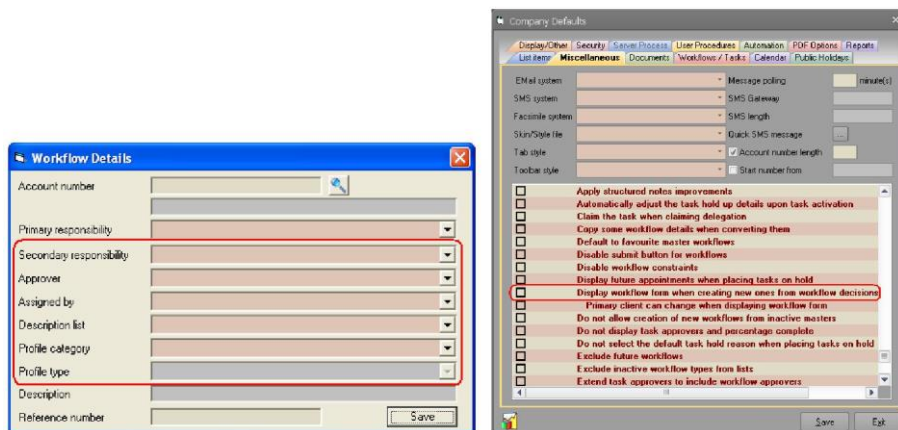 Workflow Details
Account number
Primary responsibility
Secondary responsibility
Approver
Assigned by
Description list
Profile category
Profile type
Description
Reference number
Save
Company Defaults
Display/Other Security Server Process User Procedures Automation PDF Options Reports
List items Miscellaneous Documents Workflows / Tasks Calendar Public Holidays
EMail system Message polling minute(s)
SMS system SMS Gateway
Facsimile system SMS length
Skin/Style file Quick SMS message ...
Tab style Account number length
Toolbar style Start number from
Apply structured notes improvements
Automatically adjust the task hold up details upon task activation
Claim the task when claiming delegation
Copy some workflow details when converting them
Default to favourite master workflows
Disable submit button for workflows
Disable workflow constraints
Display future appointments when placing tasks on hold
Display workflow form when creating new ones from workflow decisions
Primary client can change when displaying workflow form
Do not allow creation of new workflows from inactive masters
Do not display task approvers and percentage complete
Do not select the default task hold reason when placing tasks on hold
Exclude future workflows
Exclude inactive workflow types from lists
Extend task approvers to include workflow approvers
Save Exit